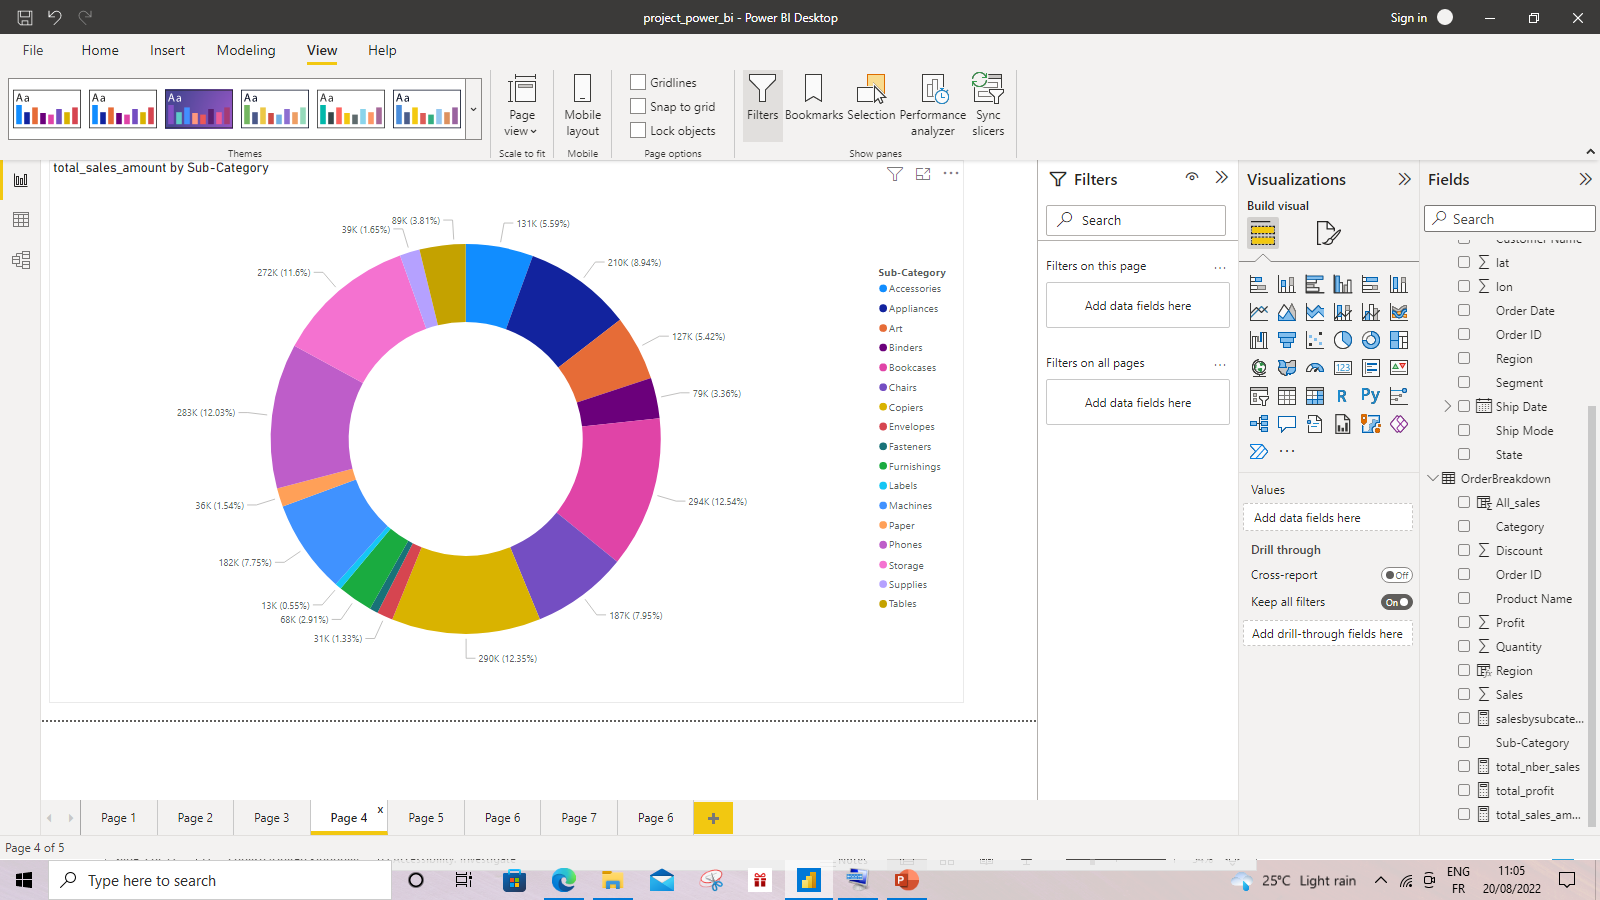 project_power_bi - Power BI Desktop
Sign in
File
Home
Insert
Modeling
View
Help
Aa
Aa
Aa
Aa
Aa
Aa
Themes
Page
view
Scale to fit
Mobile
layout
Mobile
Gridlines
Snap to grid
Lock objects
Page options
Filters
Bookmarks
Selection
Performance
analyzer
Sync
slicers
Show panes
total_sales_amount by Sub-Category
89K (3.81%)
131K (5.59%)
39K (1.65%)
210K (8.94%)
272K (11.6%)
127K (5.42%)
79K (3.36%)
283K (12.03%)
294K (12.54%)
36K (1.54%)
182K (7.75%)
13K (0.55%)
187K (7.95%)
68K (2.91%)
31K (1.33%)
290K (12.35%)
Sub-Category
Accessories
Appliances
Art
Binders
Bookcases
Chairs
Copiers
Envelopes
Fasteners
Furnishings
Labels
Machines
Paper
Phones
Storage
Supplies
Tables
Filters
Search
Filters on this page
...
Add data fields here
Filters on all pages
...
Add data fields here
Visualizations
Build visual
123
R
Py
...
Values
Add data fields here
Drill through
Cross-report
Off
Keep all filters
On
Add drill-through fields here
Fields
Search
Customer Name
lat
lon
Order Date
Order ID
Region
Segment
Ship Date
Ship Mode
State
OrderBreakdown
All_sales
Category
Discount
Order ID
Product Name
Profit
Quantity
Region
Sales
salesbysubcate...
Sub-Category
total_nber_sales
total_profit
total_sales_am...
Page 1
Page 2
Page 3
Page 4
x
Page 5
Page 6
Page 7
Page 6
+
Page 4 of 5
Type here to search
25°C Light rain
ENG
FR
11:05
20/08/2022